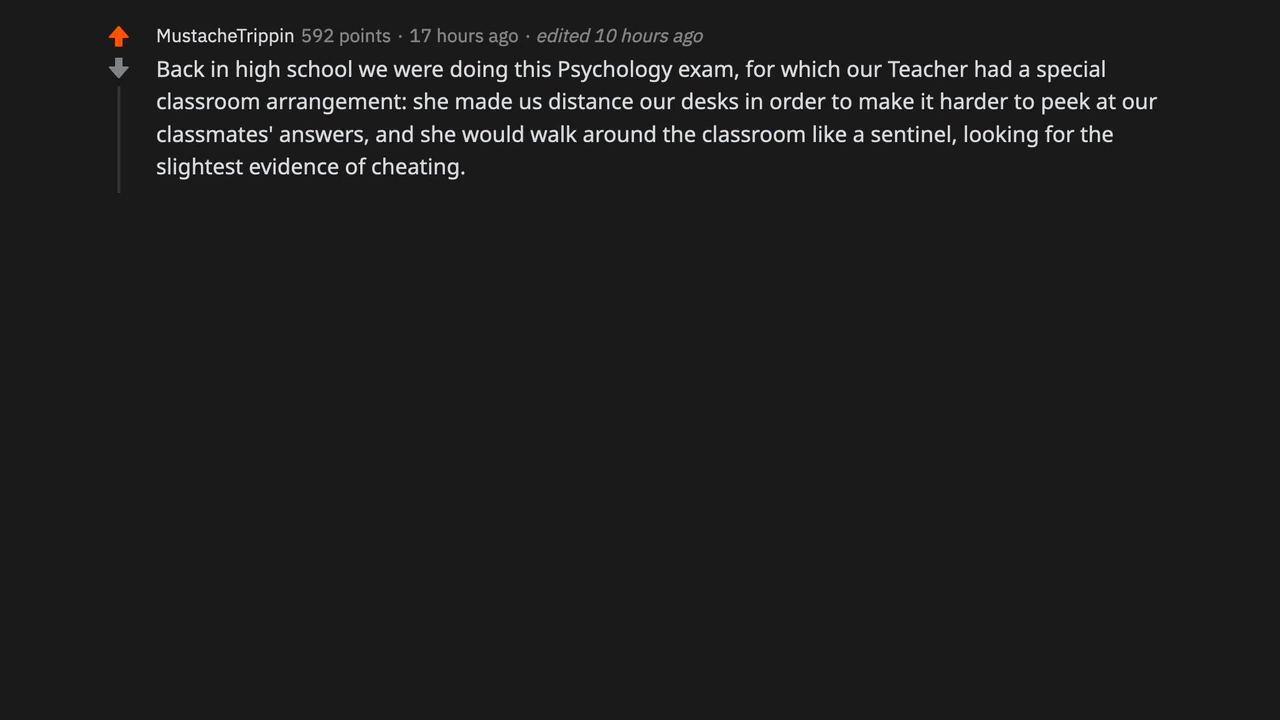 MustacheTrippin 592 points · 17 hours ago · edited 10 hours ago
Back in high school we were doing this Psychology exam, for which our Teacher had a special
classroom arrangement: she made us distance our desks in order to make it harder to peek at our
classmates' answers, and she would walk around the classroom like a sentinel, looking for the
slightest evidence of cheating.